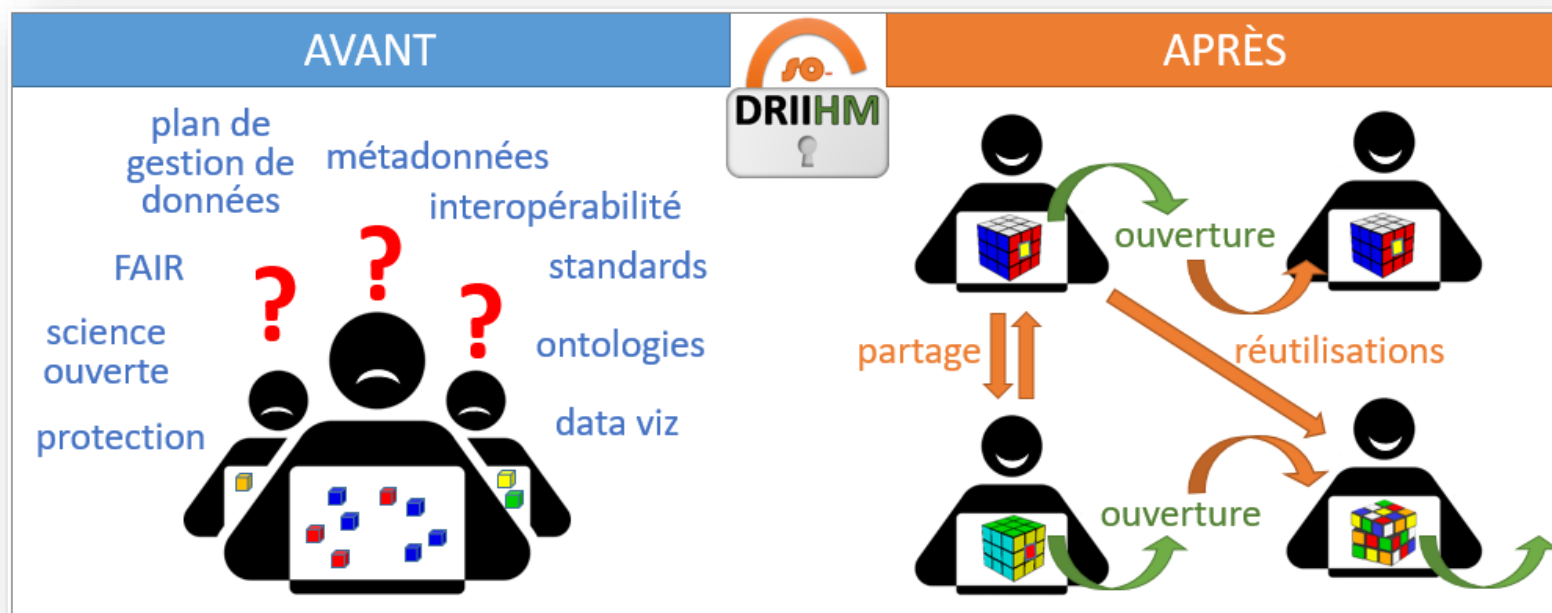 AVANT
so-
DRIIHM
APRÈS
plan de
gestion de
données
métadonnées
interopérabilité
FAIR
standards
science
ouverte
ontologies
protection
data viz
?
?
?
ouverture
partage
réutilisations
ouverture